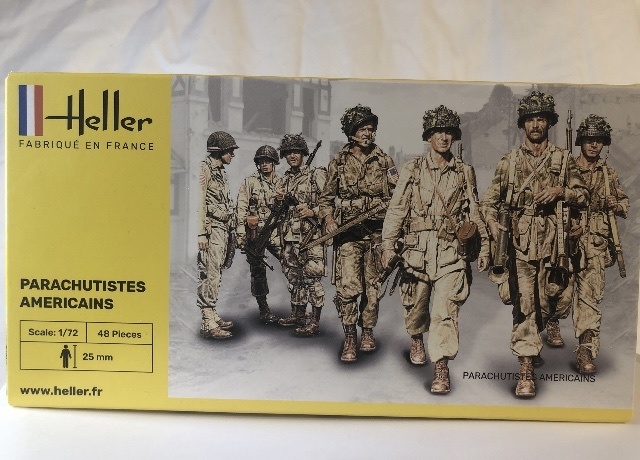 Heller
FABRIQUÉ EN FRANCE
PARACHUTISTES
AMERICAINS
Scale: 1/72
48 Pieces
25 mm
www.heller.fr
PARACHUTISTES AMERICAINS